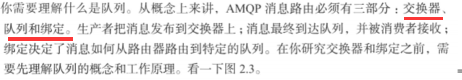 你需要理解什么是队列。从概念上来讲，AMQP 消息路由必须有三部分：交换器、
队列和绑定。生产者把消息发布到交换器上；消息最终到达队列，并被消费者接收；
绑定决定了消息如何从路由器路由到特定的队列。在你研究交换器和绑定之前，需
要先理解队列的概念和工作原理。看一下图 2.3。